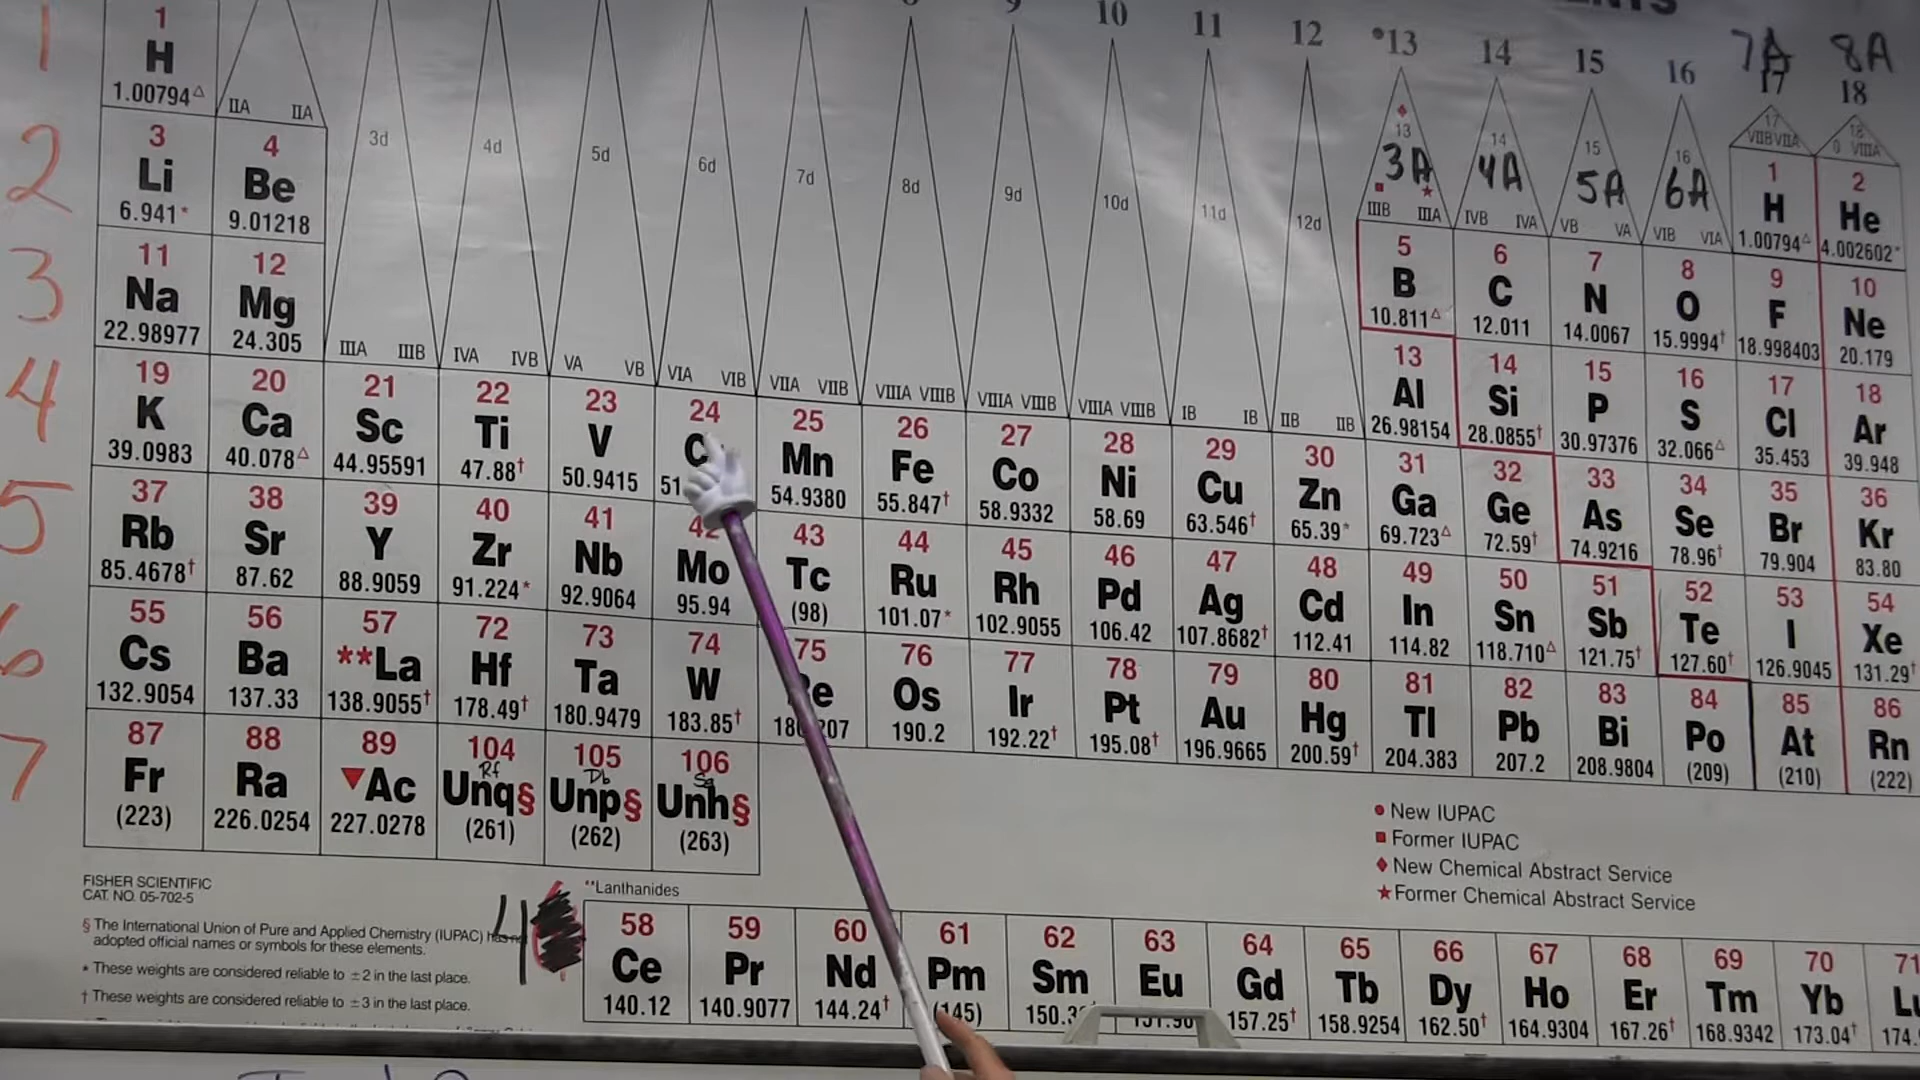 1 2 3 4 5 6 7
9 10 11 12 •13 14 15 16 7A 17 8A 18
1 H 1.00794△
IIA IIA
3d 4d 5d 6d 7d 8d 9d 10d 11d 12d
13 3A 14 4A 15 5A 16 6A 17 VIIB VIIA 18 0 VIIIA
IIIB IIIA IVB IVA VB VA VIB VIA
1 H 1.00794△ 2 He 4.002602*
3 Li 6.941* 4 Be 9.01218
5 B 10.811△ 6 C 12.011 7 N 14.0067 8 O 15.9994† 9 F 18.998403 10 Ne 20.179
11 Na 22.98977 12 Mg 24.305
IIIA IIIB IVA IVB VA VB VIA VIB VIIA VIIB VIIIA VIIIB VIIIA VIIIB VIIIA VIIIB IB IB IIB IIB
13 Al 26.98154 14 Si 28.0855† 15 P 30.97376 16 S 32.066△ 17 Cl 35.453 18 Ar 39.948
19 K 39.0983 20 Ca 40.078△ 21 Sc 44.95591 22 Ti 47.88† 23 V 50.9415 24 25 Mn 54.9380 26 Fe 55.847† 27 Co 58.9332 28 Ni 58.69 29 Cu 63.546† 30 Zn 65.39* 31 Ga 69.723△ 32 Ge 72.59† 33 As 74.9216 34 Se 78.96† 35 Br 79.904 36 Kr 83.80
37 Rb 85.4678† 38 Sr 87.62 39 Y 88.9059 40 Zr 91.224* 41 Nb 92.9064 42 Mo 95.94 43 Tc (98) 44 Ru 101.07* 45 Rh 102.9055 46 Pd 106.42 47 Ag 107.8682† 48 Cd 112.41 49 In 114.82 50 Sn 118.710△ 51 Sb 121.75† 52 Te 127.60† 53 I 126.9045 54 Xe 131.29†
55 Cs 132.9054 56 Ba 137.33 57 **La 138.9055† 72 Hf 178.49† 73 Ta 180.9479 74 W 183.85† 75 76 Os 190.2 77 Ir 192.22† 78 Pt 195.08† 79 Au 196.9665 80 Hg 200.59† 81 Tl 204.383 82 Pb 207.2 83 Bi 208.9804 84 Po (209) 85 At (210) 86 Rn (222)
87 Fr (223) 88 Ra 226.0254 89 ▼Ac 227.0278 104 Rf Unq§ (261) 105 Db Unp§ (262) 106 Sg Unh§ (263)
● New IUPAC
■ Former IUPAC
♦ New Chemical Abstract Service
★ Former Chemical Abstract Service
FISHER SCIENTIFIC
CAT. NO. 05-702-5
§ The International Union of Pure and Applied Chemistry (IUPAC)
adopted official names or symbols for these elements.
* These weights are considered reliable to ±2 in the last place.
† These weights are considered reliable to ±3 in the last place.
4
**Lanthanides
58 Ce 140.12 59 Pr 140.9077 60 Nd 144.24† 61 Pm (145) 62 Sm 63 Eu 64 Gd 157.25† 65 Tb 158.9254 66 Dy 162.50† 67 Ho 164.9304 68 Er 167.26† 69 Tm 168.9342 70 Yb 173.04† 71